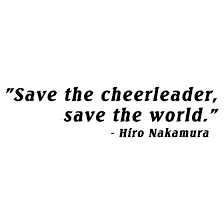 "Save the cheerleader,
save the world."
- Hiro Nakamura